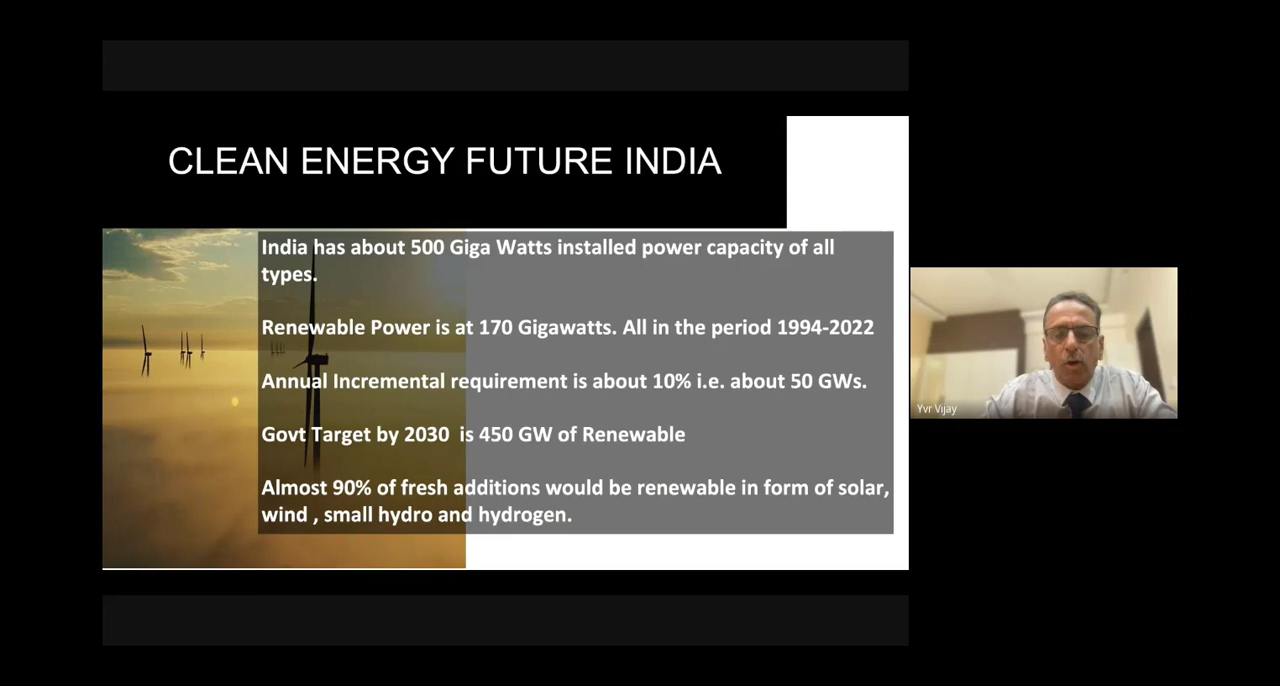 CLEAN ENERGY FUTURE INDIA
India has about 500 Giga Watts installed power capacity of all
types.
Renewable Power is at 170 Gigawatts. All in the period 1994-2022
Annual Incremental requirement is about 10% i.e. about 50 GWs.
Govt Target by 2030  is 450 GW of Renewable
Almost 90% of fresh additions would be renewable in form of solar,
wind , small hydro and hydrogen.
Yvr Vijay